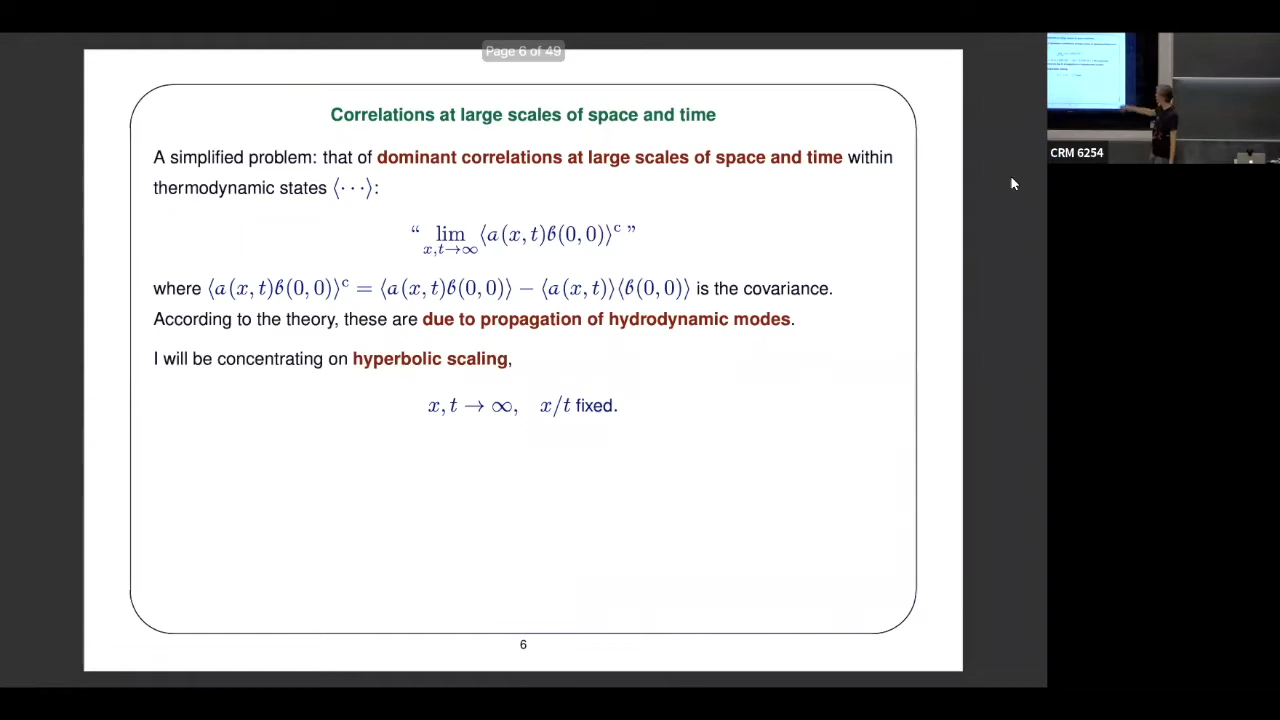 Page 6 of 49
Correlations at large scales of space and time
A simplified problem: that of dominant correlations at large scales of space and time within
thermodynamic states ⟨· · ·⟩:
“ lim ⟨a(x, t)b(0, 0)⟩ᶜ ”
x,t→∞
where ⟨a(x, t)b(0, 0)⟩ᶜ = ⟨a(x, t)b(0, 0)⟩ − ⟨a(x, t)⟩⟨b(0, 0)⟩ is the covariance.
According to the theory, these are due to propagation of hydrodynamic modes.
I will be concentrating on hyperbolic scaling,
x, t → ∞, x/t fixed.
6
CRM 6254